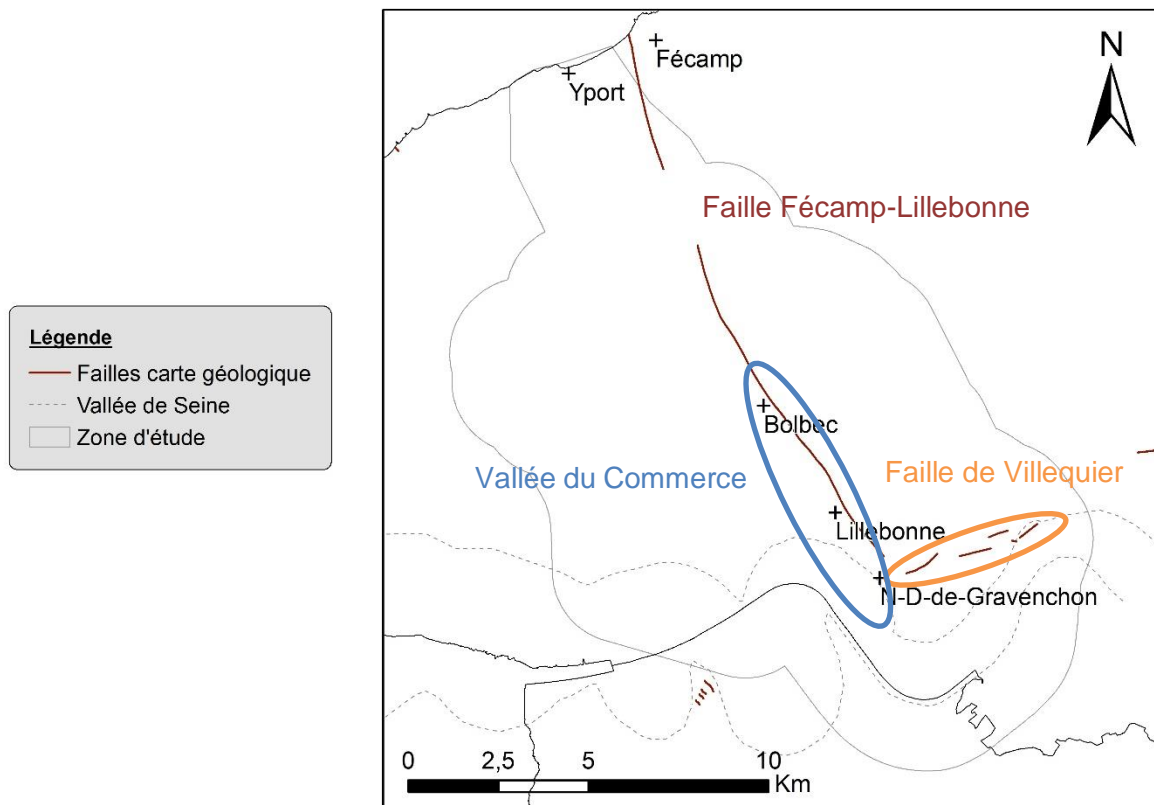 Légende
Failles carte géologique
Vallée de Seine
Zone d'étude
N
Fécamp
Yport
Faille Fécamp-Lillebonne
Bolbec
Vallée du Commerce
Faille de Villequier
Lillebonne
N-D-de-Gravenchon
0 2,5 5 10
Km